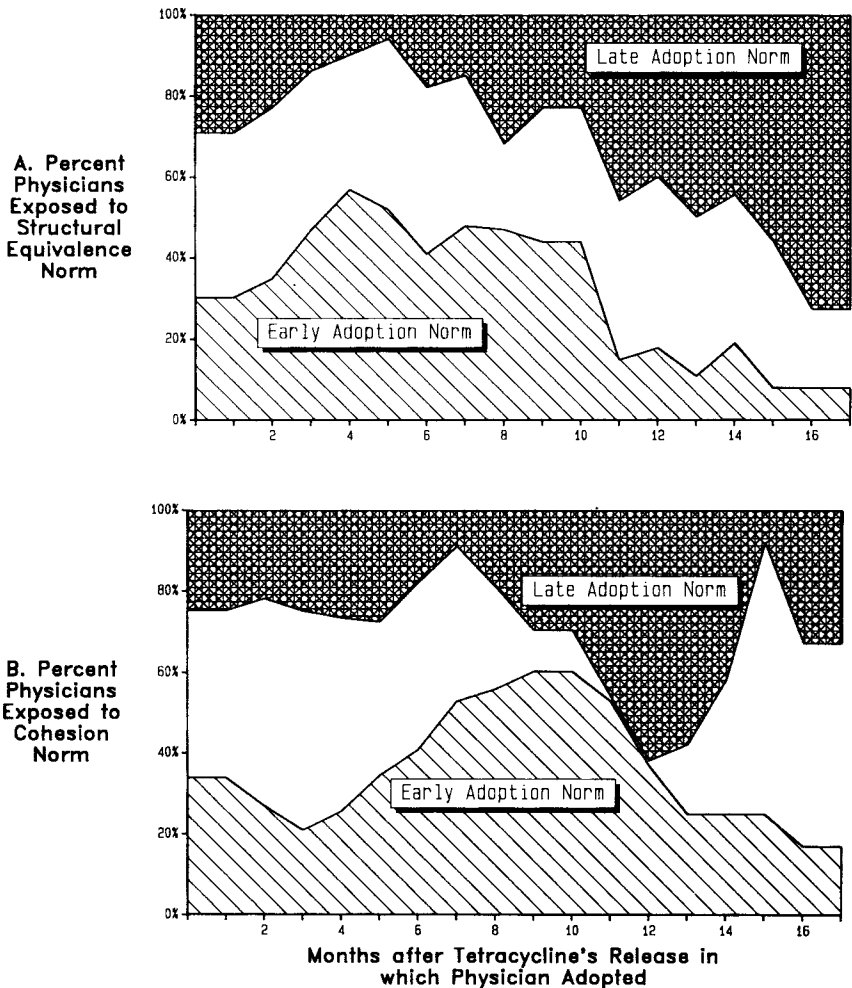 100%
80%
60%
40%
20%
0%
A. Percent
Physicians
Exposed to
Structural
Equivalence
Norm
Late Adoption Norm
Early Adoption Norm
2 4 6 8 10 12 14 16
100%
80%
60%
40%
20%
0%
B. Percent
Physicians
Exposed to
Cohesion
Norm
Late Adoption Norm
Early Adoption Norm
2 4 6 8 10 12 14 16
Months after Tetracycline's Release in
which Physician Adopted